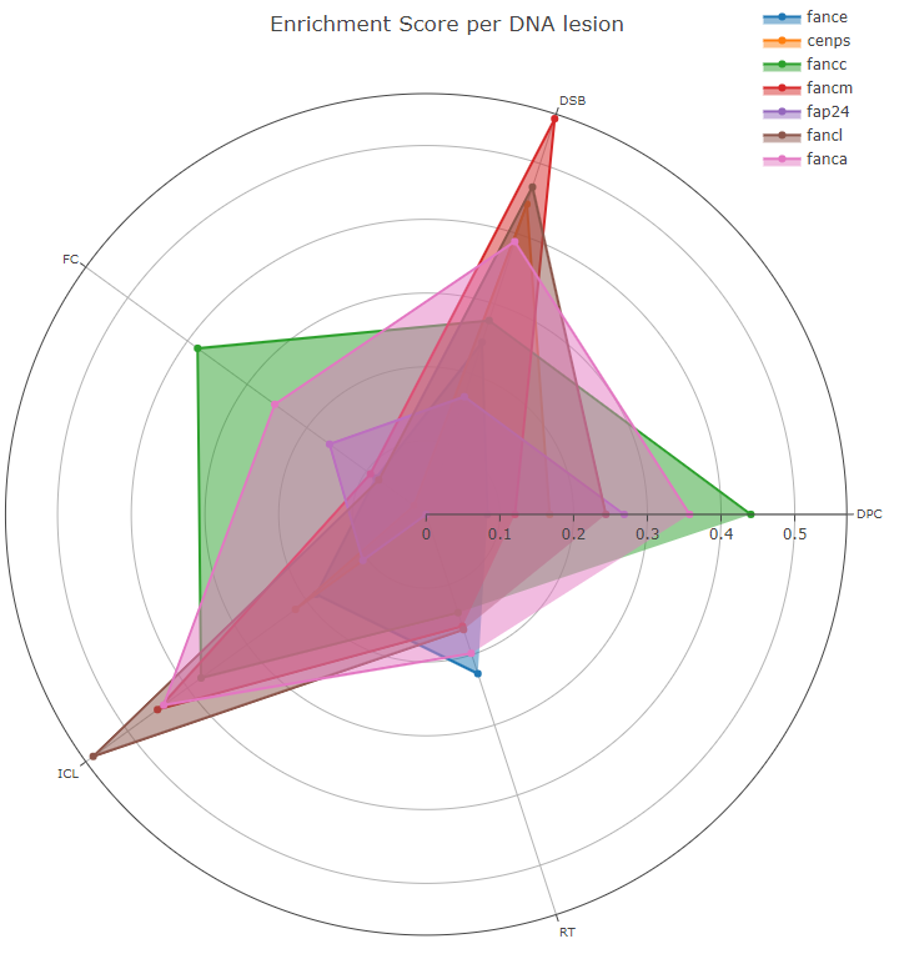 Enrichment Score per DNA lesion
fance
cenps
fancc
fancm
fap24
fancl
fanca
DSB
FC
DPC
0 0.1 0.2 0.3 0.4 0.5
ICL
RT